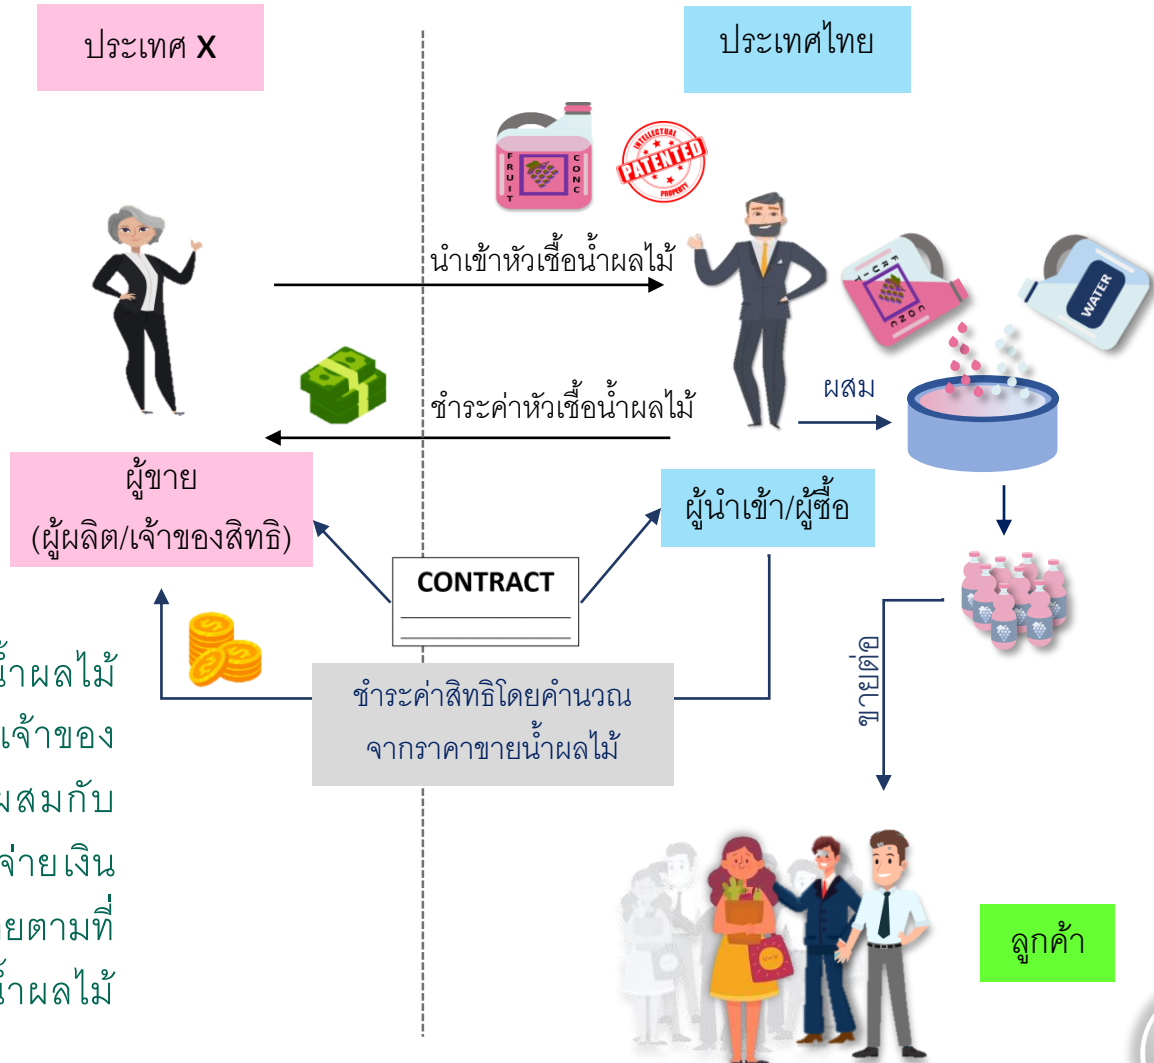 ประเทศ X
ประเทศไทย
FRUIT
CONC
INTELLECTUAL
PATENTED
PROPERTY
นำเข้าหัวเชื้อน้ำผลไม้
FRUIT
CONC
WATER
ชำระค่าหัวเชื้อน้ำผลไม้
ผสม
ผู้ขาย
(ผู้ผลิต/เจ้าของสิทธิ)
ผู้นำเข้า/ผู้ซื้อ
CONTRACT
ชำระค่าสิทธิโดยคำนวณ
จากราคาขายน้ำผลไม้
ขายต่อ
น้ำผลไม้
เจ้าของ
ผสมกับ
จ่ายเงิน
ยตามที่
น้ำผลไม้
ลูกค้า